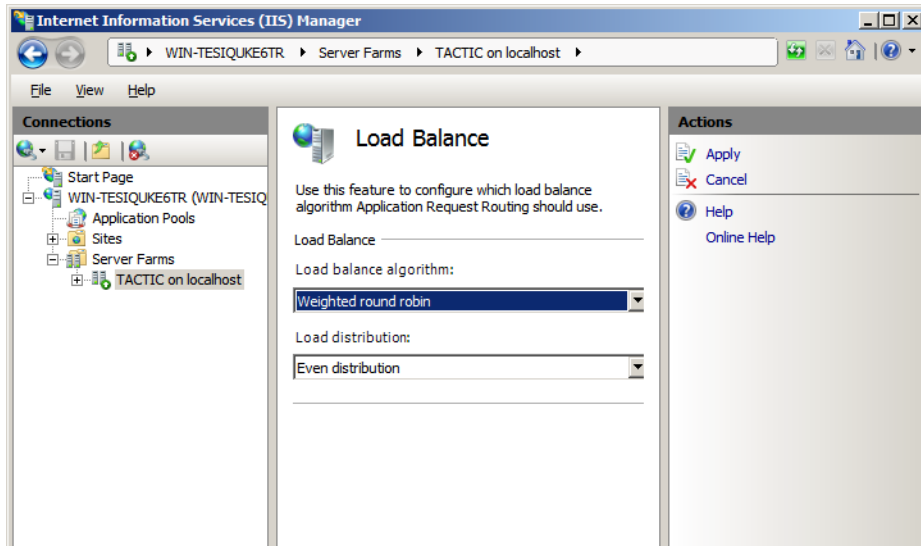 Internet Information Services (IIS) Manager
WIN-TESIQUKE6TR
Server Farms
TACTIC on localhost
File View Help
Connections
Start Page
WIN-TESIQUKE6TR (WIN-TESIQ
Application Pools
Sites
Server Farms
TACTIC on localhost
Load Balance
Use this feature to configure which load balance
algorithm Application Request Routing should use.
Load Balance
Load balance algorithm:
Weighted round robin
Load distribution:
Even distribution
Actions
Apply
Cancel
Help
Online Help